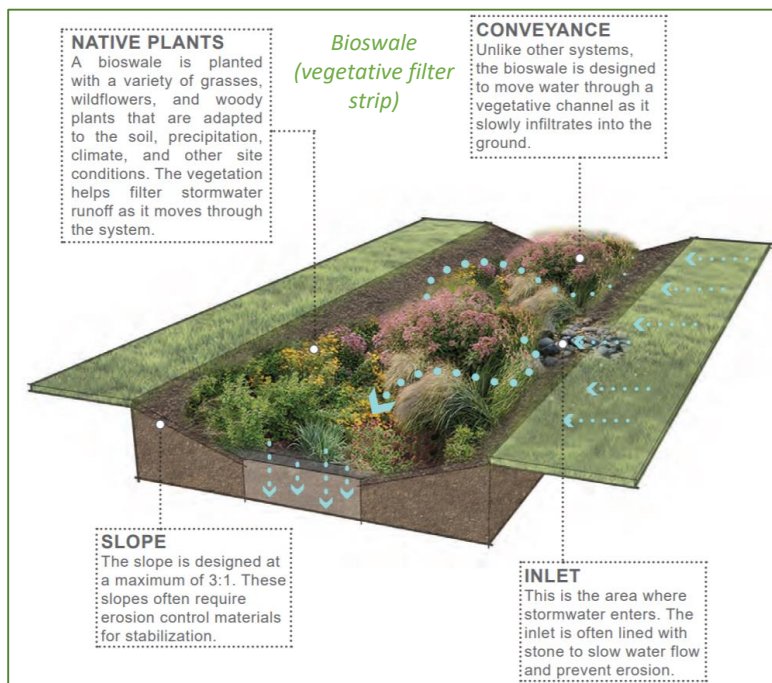 NATIVE PLANTS
A bioswale is planted
with a variety of grasses,
wildflowers, and woody
plants that are adapted
to the soil, precipitation,
climate, and other site
conditions. The vegetation
helps filter stormwater
runoff as it moves through
the system.
Bioswale
(vegetative filter
strip)
CONVEYANCE
Unlike other systems,
the bioswale is designed
to move water through a
vegetative channel as it
slowly infiltrates into the
ground.
SLOPE
The slope is designed at
a maximum of 3:1. These
slopes often require
erosion control materials
for stabilization.
INLET
This is the area where
stormwater enters. The
inlet is often lined with
stone to slow water flow
and prevent erosion.